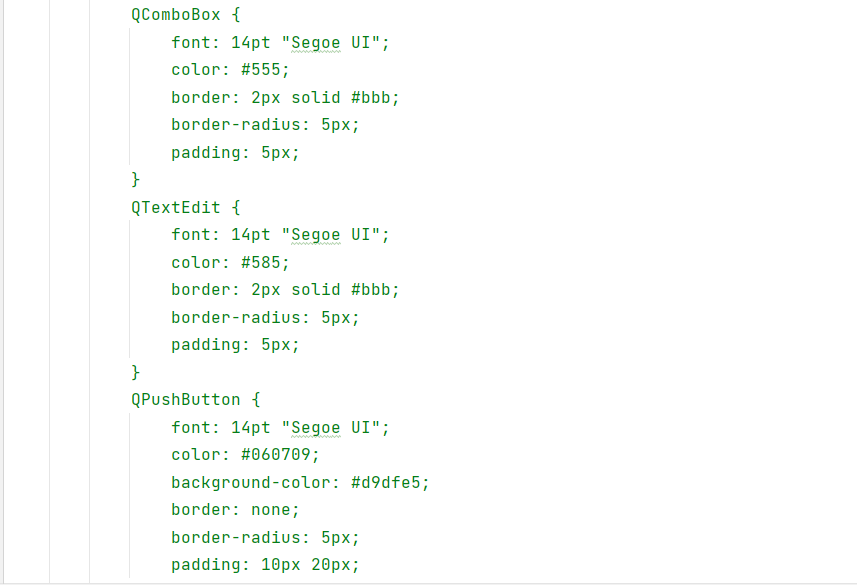 QComboBox {
font: 14pt "Segoe UI";
color: #555;
border: 2px solid #bbb;
border-radius: 5px;
padding: 5px;
}
QTextEdit {
font: 14pt "Segoe UI";
color: #585;
border: 2px solid #bbb;
border-radius: 5px;
padding: 5px;
}
QPushButton {
font: 14pt "Segoe UI";
color: #060709;
background-color: #d9dfe5;
border: none;
border-radius: 5px;
padding: 10px 20px;